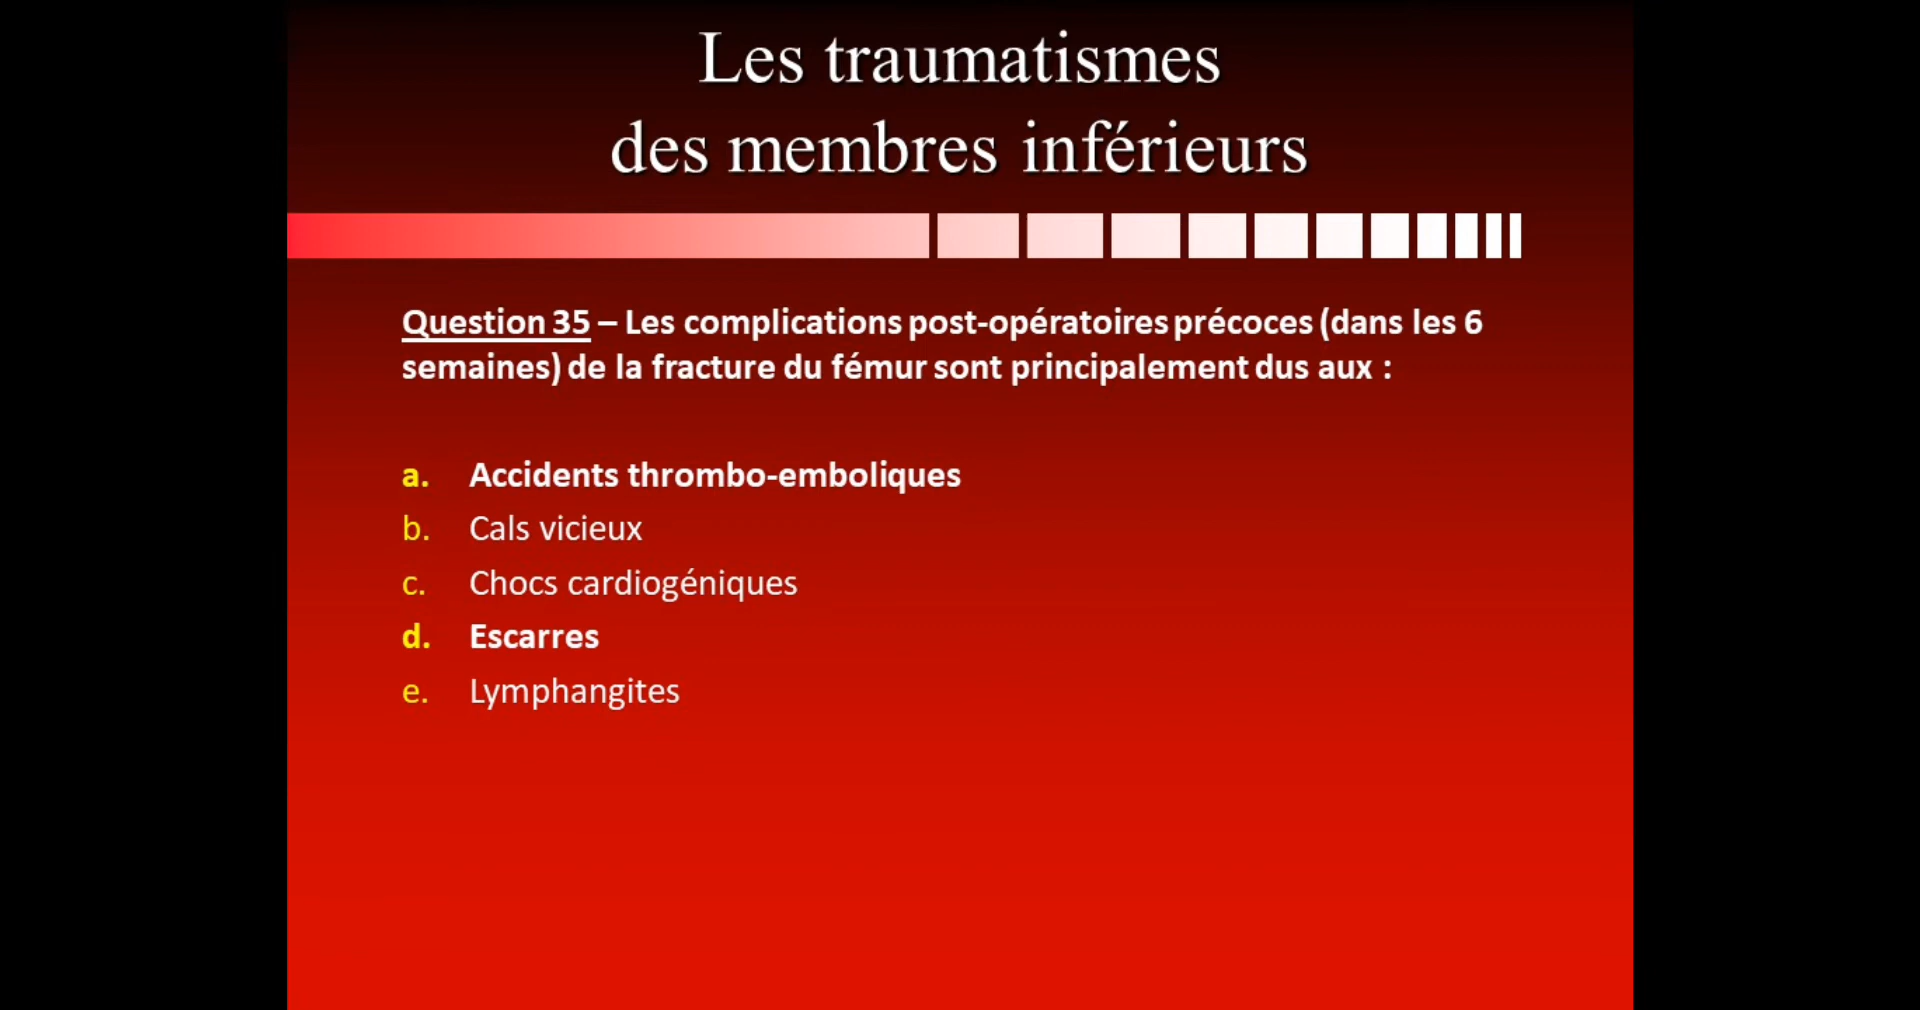 Les traumatismes
des membres inférieurs
Question 35 – Les complications post-opératoires précoces (dans les 6
semaines) de la fracture du fémur sont principalement dus aux :
a. Accidents thrombo-emboliques
b. Cals vicieux
c. Chocs cardiogéniques
d. Escarres
e. Lymphangites